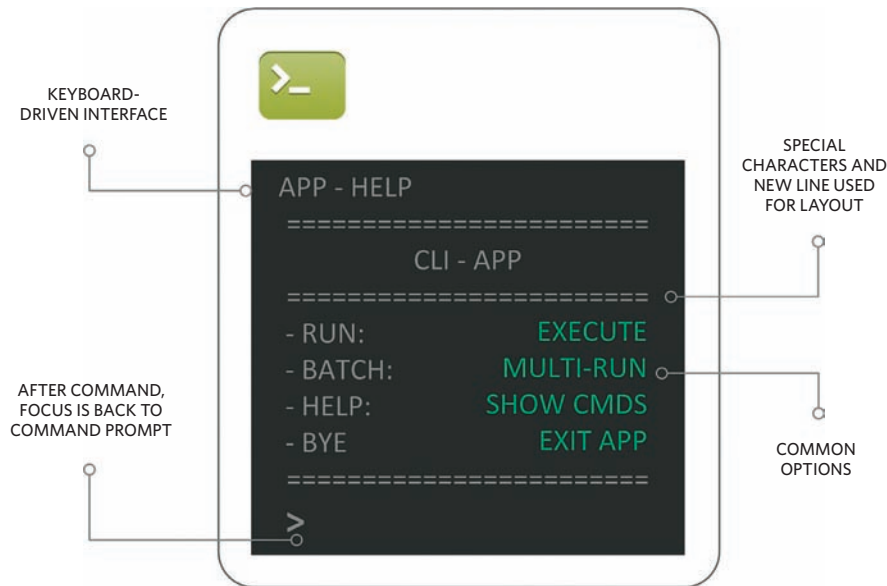 >_
KEYBOARD-
DRIVEN INTERFACE
SPECIAL
CHARACTERS AND
NEW LINE USED
FOR LAYOUT
APP - HELP
========================
CLI - APP
========================
- RUN: EXECUTE
- BATCH: MULTI-RUN
- HELP: SHOW CMDS
- BYE EXIT APP
========================
>
AFTER COMMAND,
FOCUS IS BACK TO
COMMAND PROMPT
COMMON
OPTIONS